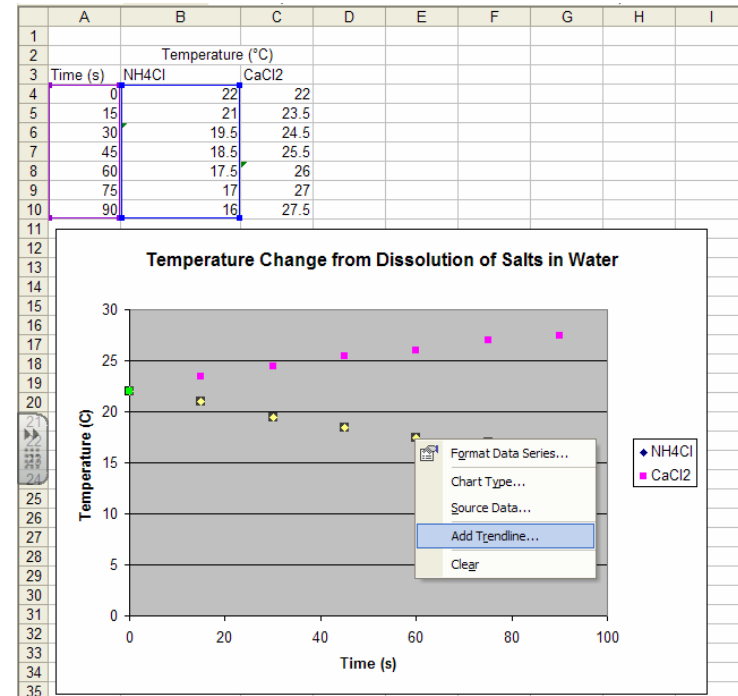 A B C D E F G H I
1
2 Temperature (°C)
3 Time (s) NH4Cl CaCl2
4 0 22 22
5 15 21 23.5
6 30 19.5 24.5
7 45 18.5 25.5
8 60 17.5 26
9 75 17 27
10 90 16 27.5
11
12
13
14
15
16
17
18
19
20
21
22
24
25
26
27
28
29
30
31
32
33
34
35
Temperature Change from Dissolution of Salts in Water
30
25
20
15
10
5
0
Temperature (C)
0 20 40 60 80 100
Time (s)
NH4Cl
CaCl2
Format Data Series...
Chart Type...
Source Data...
Add Trendline...
Clear